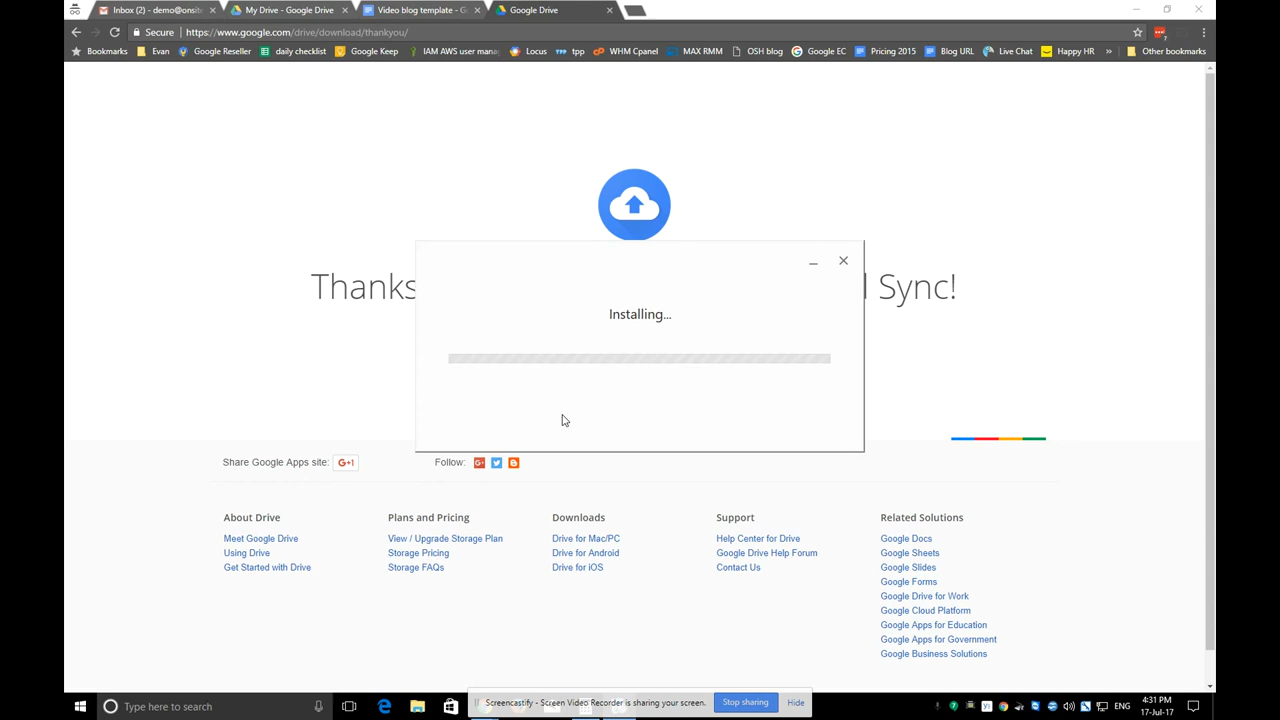 Inbox (2) - demo@onsit
My Drive - Google Drive
Video blog template - G
Google Drive
Secure
https://www.google.com/drive/download/thankyou/
Bookmarks
Evan
Google Reseller
daily checklist
Google Keep
IAM AWS user mana
Locus
tpp
WHM Cpanel
MAX RMM
OSH blog
Google EC
Pricing 2015
Blog URL
Live Chat
Happy HR
»
Other bookmarks
Thanks
Sync!
Installing...
Share Google Apps site:
G+1
Follow:
About Drive
Meet Google Drive
Using Drive
Get Started with Drive
Plans and Pricing
View / Upgrade Storage Plan
Storage Pricing
Storage FAQs
Downloads
Drive for Mac/PC
Drive for Android
Drive for iOS
Support
Help Center for Drive
Google Drive Help Forum
Contact Us
Related Solutions
Google Docs
Google Sheets
Google Slides
Google Forms
Google Drive for Work
Google Cloud Platform
Google Apps for Education
Google Apps for Government
Google Business Solutions
Type here to search
Screencastify - Screen Video Recorder is sharing your screen.
Stop sharing
Hide
ENG
4:31 PM
17-Jul-17